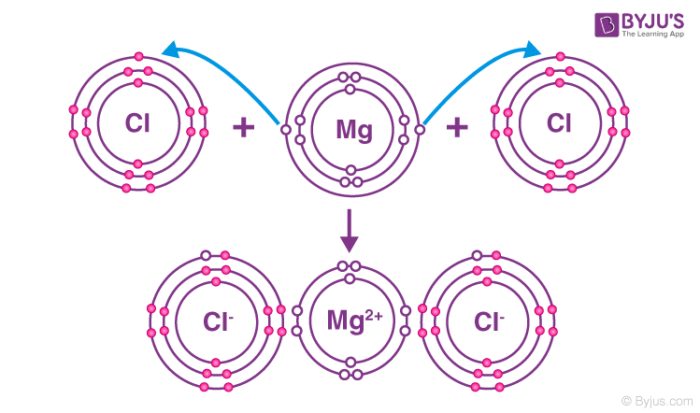 B BYJU'S
The Learning App
Cl + Mg + Cl
Cl- Mg2+ Cl-
© Byjus.com